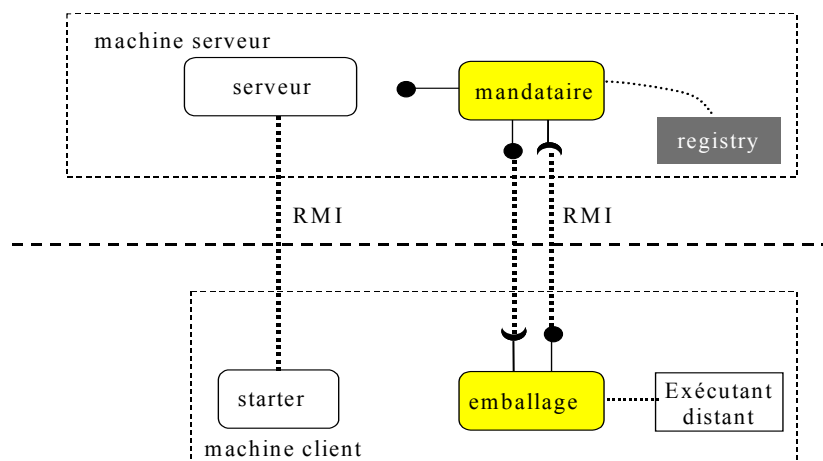 machine serveur
serveur
mandataire
registry
RMI
RMI
starter
emballage
Exécutant
distant
machine client